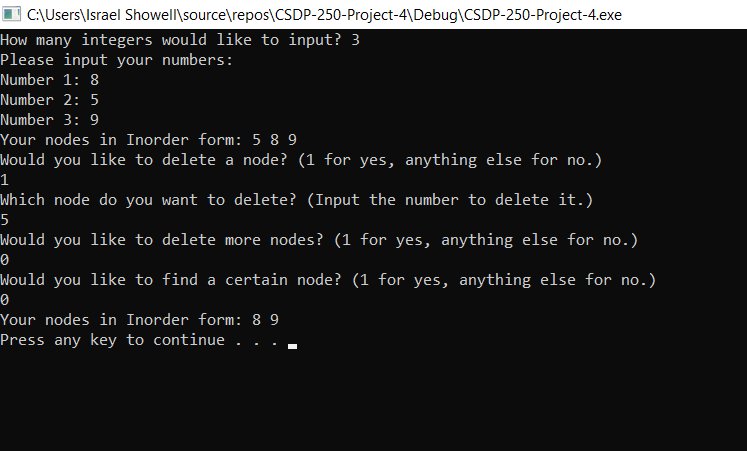 C:\Users\Israel Showell\source\repos\CSDP-250-Project-4\Debug\CSDP-250-Project-4.exe
How many integers would like to input? 3
Please input your numbers:
Number 1: 8
Number 2: 5
Number 3: 9
Your nodes in Inorder form: 5 8 9
Would you like to delete a node? (1 for yes, anything else for no.)
1
Which node do you want to delete? (Input the number to delete it.)
5
Would you like to delete more nodes? (1 for yes, anything else for no.)
0
Would you like to find a certain node? (1 for yes, anything else for no.)
0
Your nodes in Inorder form: 8 9
Press any key to continue . . .